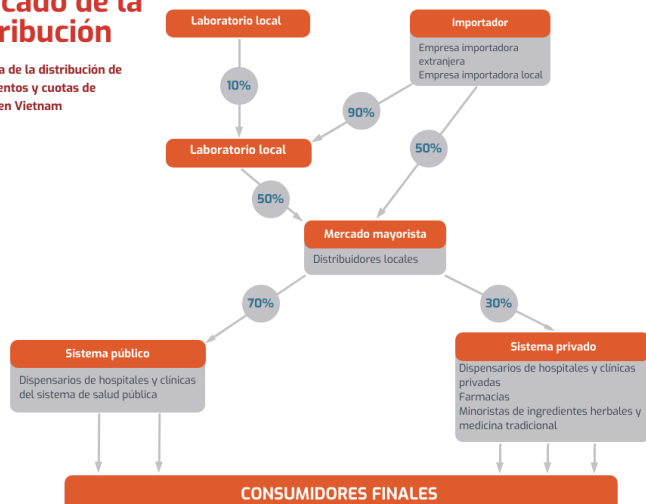 cado de la
ribución
a de la distribución de
entos y cuotas de
en Vietnam
Laboratorio local
Importador
Empresa importadora
extranjera
Empresa importadora local
10%
90%
Laboratorio local
50%
50%
Mercado mayorista
Distribuidores locales
70%
30%
Sistema público
Dispensarios de hospitales y clínicas
del sistema de salud pública
Sistema privado
Dispensarios de hospitales y clínicas
privadas
Farmacias
Minoristas de ingredientes herbales y
medicina tradicional
CONSUMIDORES FINALES